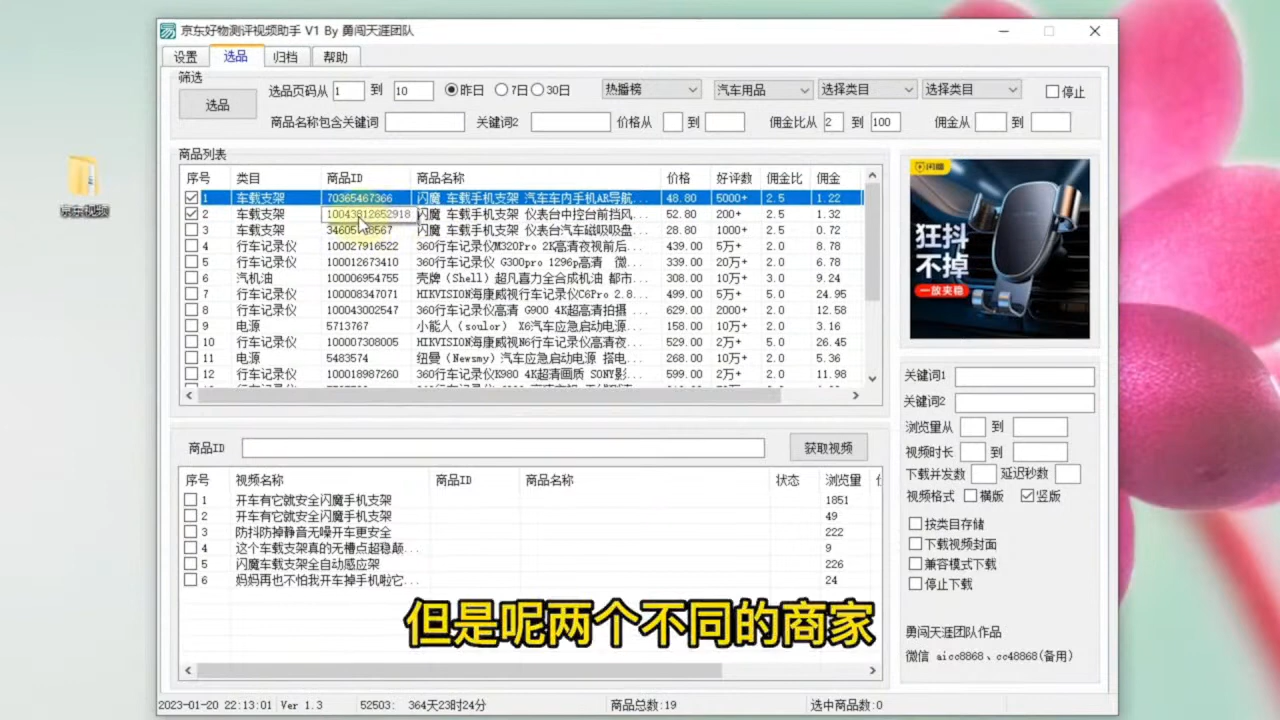 京东好物测评视频助手 V1 By 勇闯天涯团队
设置 选品 归档 帮助
筛选
选品 选品页码从 1 到 10 昨日 7日 30日 热播榜 汽车用品 选择类目 选择类目 停止
商品名称包含关键词 关键词2 价格从 到 佣金比从 2 到 100 佣金从 到
商品列表
序号 类目 商品ID 商品名称 价格 好评数 佣金比 佣金
1 车载支架 70365467366 闪魔 车载手机支架 汽车车内手机AR导航... 48.80 5000+ 2.5 1.22
2 车载支架 10043812652918 闪魔 车载手机支架 仪表台中控台前挡风... 52.80 200+ 2.5 1.32
3 车载支架 闪魔 车载手机支架 仪表台汽车磁吸吸盘... 28.80 1000+ 2.5 0.72
4 行车记录仪 100027916522 360行车记录仪M320Pro 2K高清夜视前后... 439.00 5万+ 2.0 8.78
5 行车记录仪 100012673410 360行车记录仪 G300pro 1296p高清 微... 339.00 20万+ 2.0 6.78
6 汽机油 100006954755 壳牌（Shell）超凡喜力全合成机油 都市... 308.00 10万+ 3.0 9.24
7 行车记录仪 100008347071 HIKVISION海康威视行车记录仪C6Pro 2.8... 499.00 5万+ 5.0 24.95
8 行车记录仪 100043002547 360行车记录仪高清 G900 4K超高清拍摄... 629.00 2000+ 2.0 12.58
9 电源 5713767 小能人（soulor） X6汽车应急启动电源... 158.00 10万+ 2.0 3.16
10 行车记录仪 100007308005 HIKVISION海康威视N6行车记录仪高清夜... 529.00 2万+ 5.0 26.45
11 电源 5483574 纽曼（Newsmy）汽车应急启动电源 搭电... 268.00 10万+ 2.0 5.36
12 行车记录仪 100018987260 360行车记录仪K980 4K超高清画质 SONY影... 599.00 2万+ 2.0 11.98
闪魔
狂抖
不掉
一放夹稳
京东视频
商品ID 获取视频
序号 视频名称 商品ID 商品名称 状态 浏览量
1 开车有它就安全闪魔手机支架 1851
2 开车有它就安全闪魔手机支架 49
3 防抖防掉静音无噪开车更安全 222
4 这个车载支架真的无槽点超稳颠... 9
5 闪魔车载支架全自动感应架 226
6 妈妈再也不怕我开车掉手机啦它... 24
关键词1
关键词2
浏览量从 到
视频时长 到
下载并发数 延迟秒数
视频格式 横版 竖版
按类目存储
下载视频封面
兼容模式下载
停止下载
勇闯天涯团队作品
微信 aicc8868、cc48868(备用)
但是呢两个不同的商家
2023-01-20 22:13:01 Ver 1.3 52503: 364天23时24分 商品总数:19 选中商品数:0